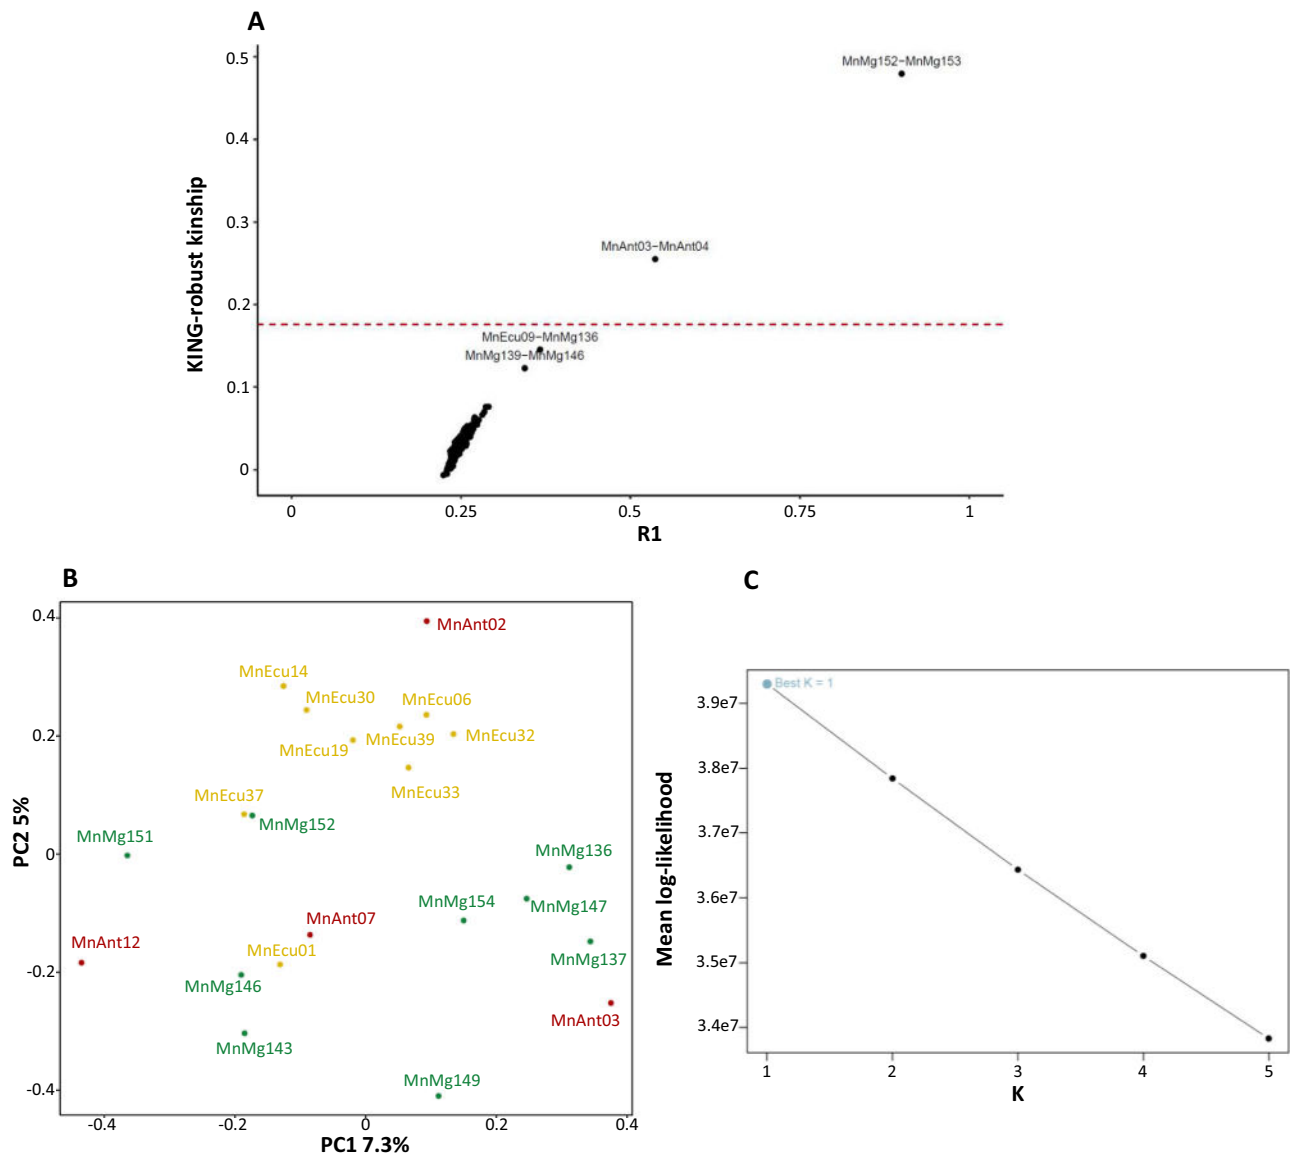 A
0.5
0.4
0.3
0.2
0.1
0
KING-robust kinship
MnMg152−MnMg153
MnAnt03−MnAnt04
MnEcu09−MnMg136
MnMg139−MnMg146
0
0.25
0.5
0.75
1
R1
B
0.4
0.2
0
-0.2
-0.4
PC2 5%
MnAnt02
MnEcu14
MnEcu30
MnEcu06
MnEcu19
MnEcu39
MnEcu32
MnEcu33
MnEcu37
MnMg152
MnMg151
MnMg136
MnMg154
MnMg147
MnAnt07
MnAnt12
MnEcu01
MnMg137
MnMg146
MnAnt03
MnMg143
MnMg149
-0.4
-0.2
0
0.2
0.4
PC1 7.3%
C
Best K = 1
3.9e7
3.8e7
3.7e7
3.6e7
3.5e7
3.4e7
Mean log-likelihood
1
2
3
4
5
K